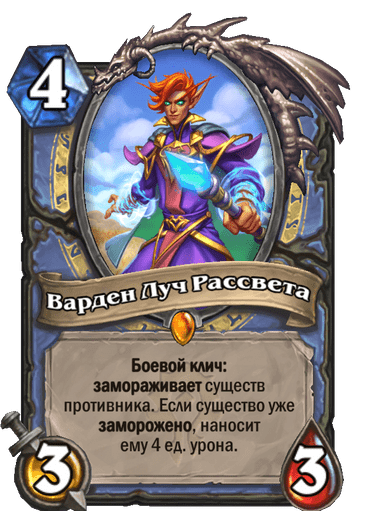 4
Варден Луч Рассвета
Боевой клич:
замораживает существ
противника. Если существо уже
заморожено, наносит
ему 4 ед. урона.
3
3